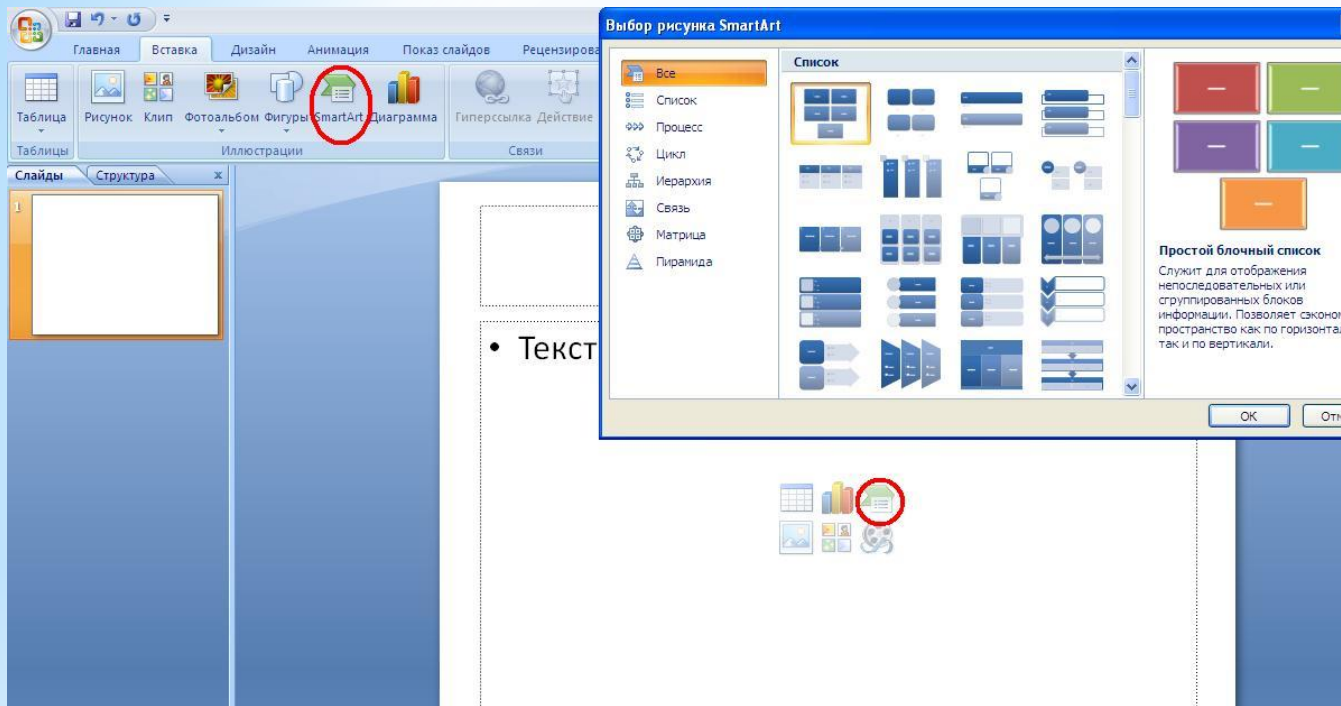 Главная Вставка Дизайн Анимация Показ слайдов Рецензирова
Таблица Рисунок Клип Фотоальбом Фигуры SmartArt Диаграмма Гиперссылка Действие
Таблицы Иллюстрации Связи
Слайды Структура x
1
• Текст
Выбор рисунка SmartArt
Все
Список
Процесс
Цикл
Иерархия
Связь
Матрица
Пирамида
Список
Простой блочный список
Служит для отображения
непоследовательных или
сгруппированных блоков
информации. Позволяет сэконом
пространство как по горизонтал
так и по вертикали.
ОК Отм